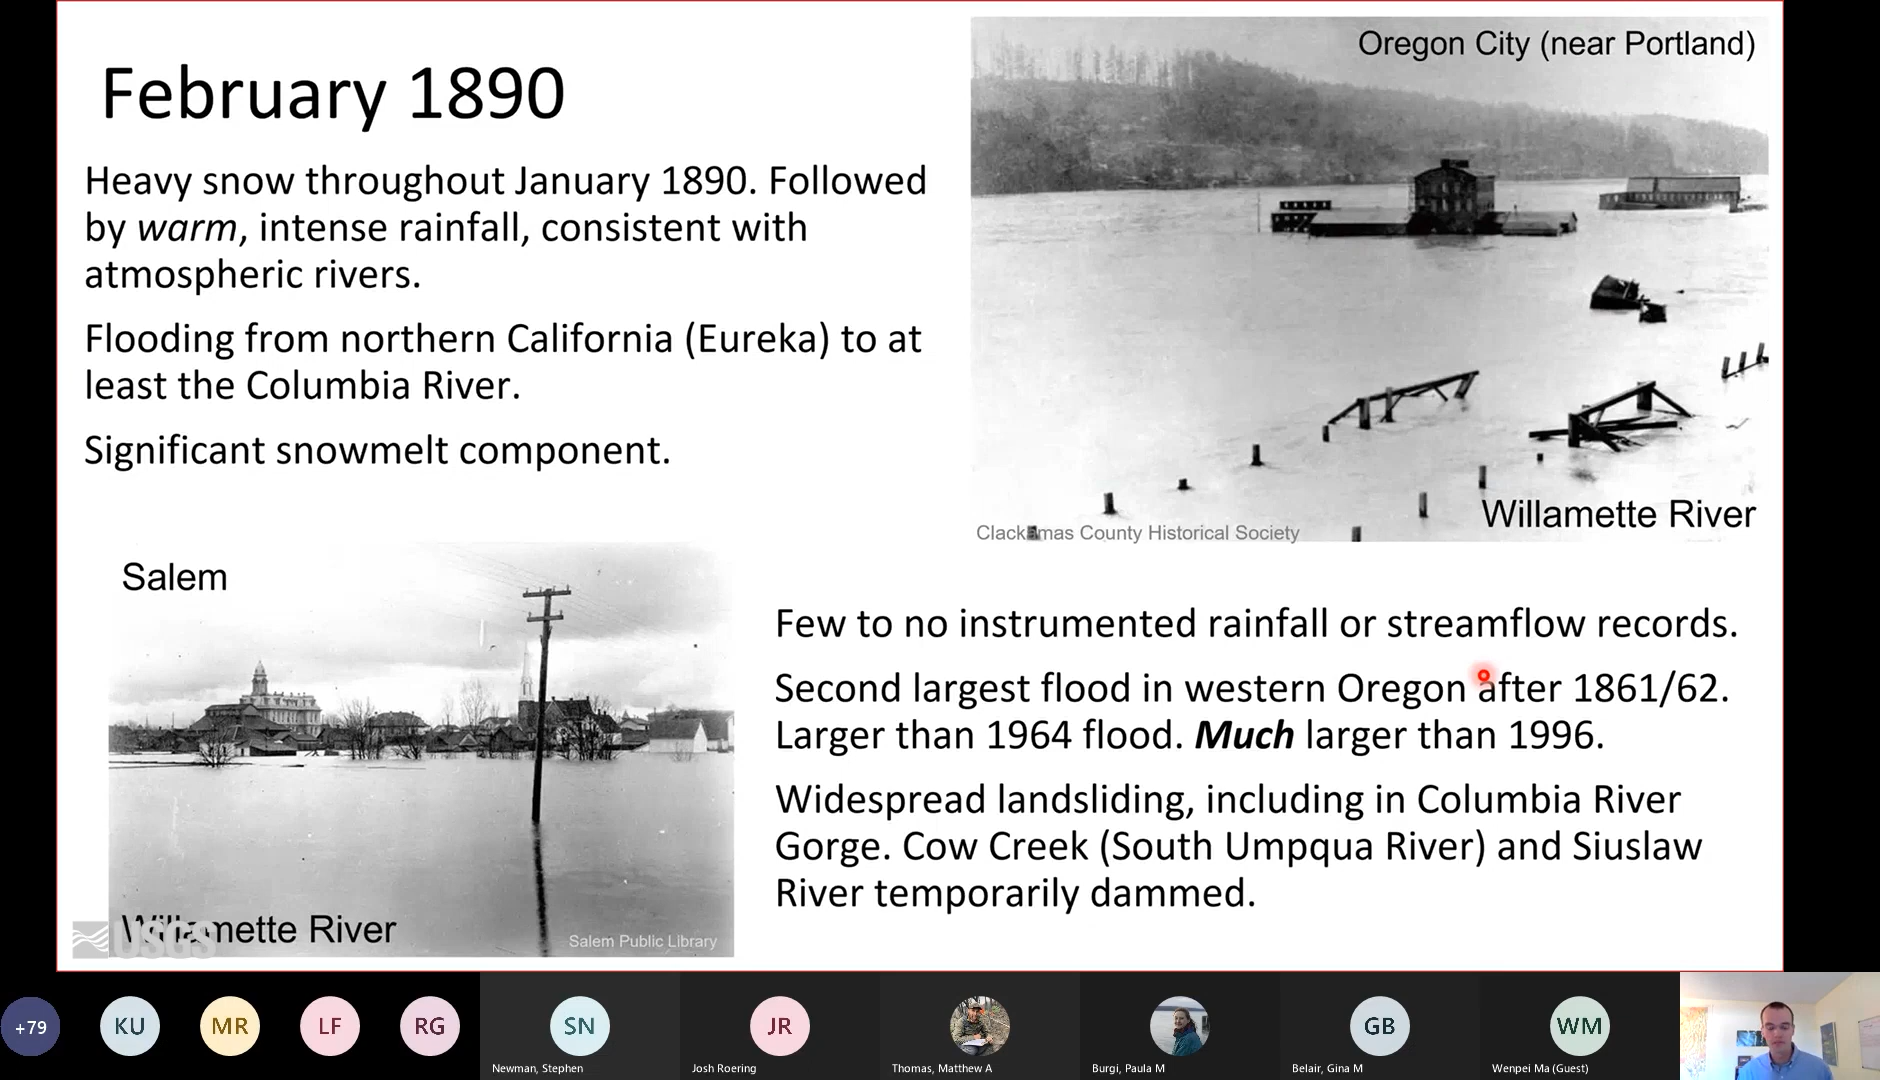 February 1890
Heavy snow throughout January 1890. Followed
by warm, intense rainfall, consistent with
atmospheric rivers.
Flooding from northern California (Eureka) to at
least the Columbia River.
Significant snowmelt component.
Oregon City (near Portland)
Willamette River
Clackamas County Historical Society
Salem
Willamette River
USGS
Salem Public Library
Few to no instrumented rainfall or streamflow records.
Second largest flood in western Oregon after 1861/62.
Larger than 1964 flood. Much larger than 1996.
Widespread landsliding, including in Columbia River
Gorge. Cow Creek (South Umpqua River) and Siuslaw
River temporarily dammed.
+79
KU
MR
LF
RG
SN
Newman, Stephen
JR
Josh Roering
Thomas, Matthew A
Burgi, Paula M
GB
Belair, Gina M
WM
Wenpei Ma (Guest)